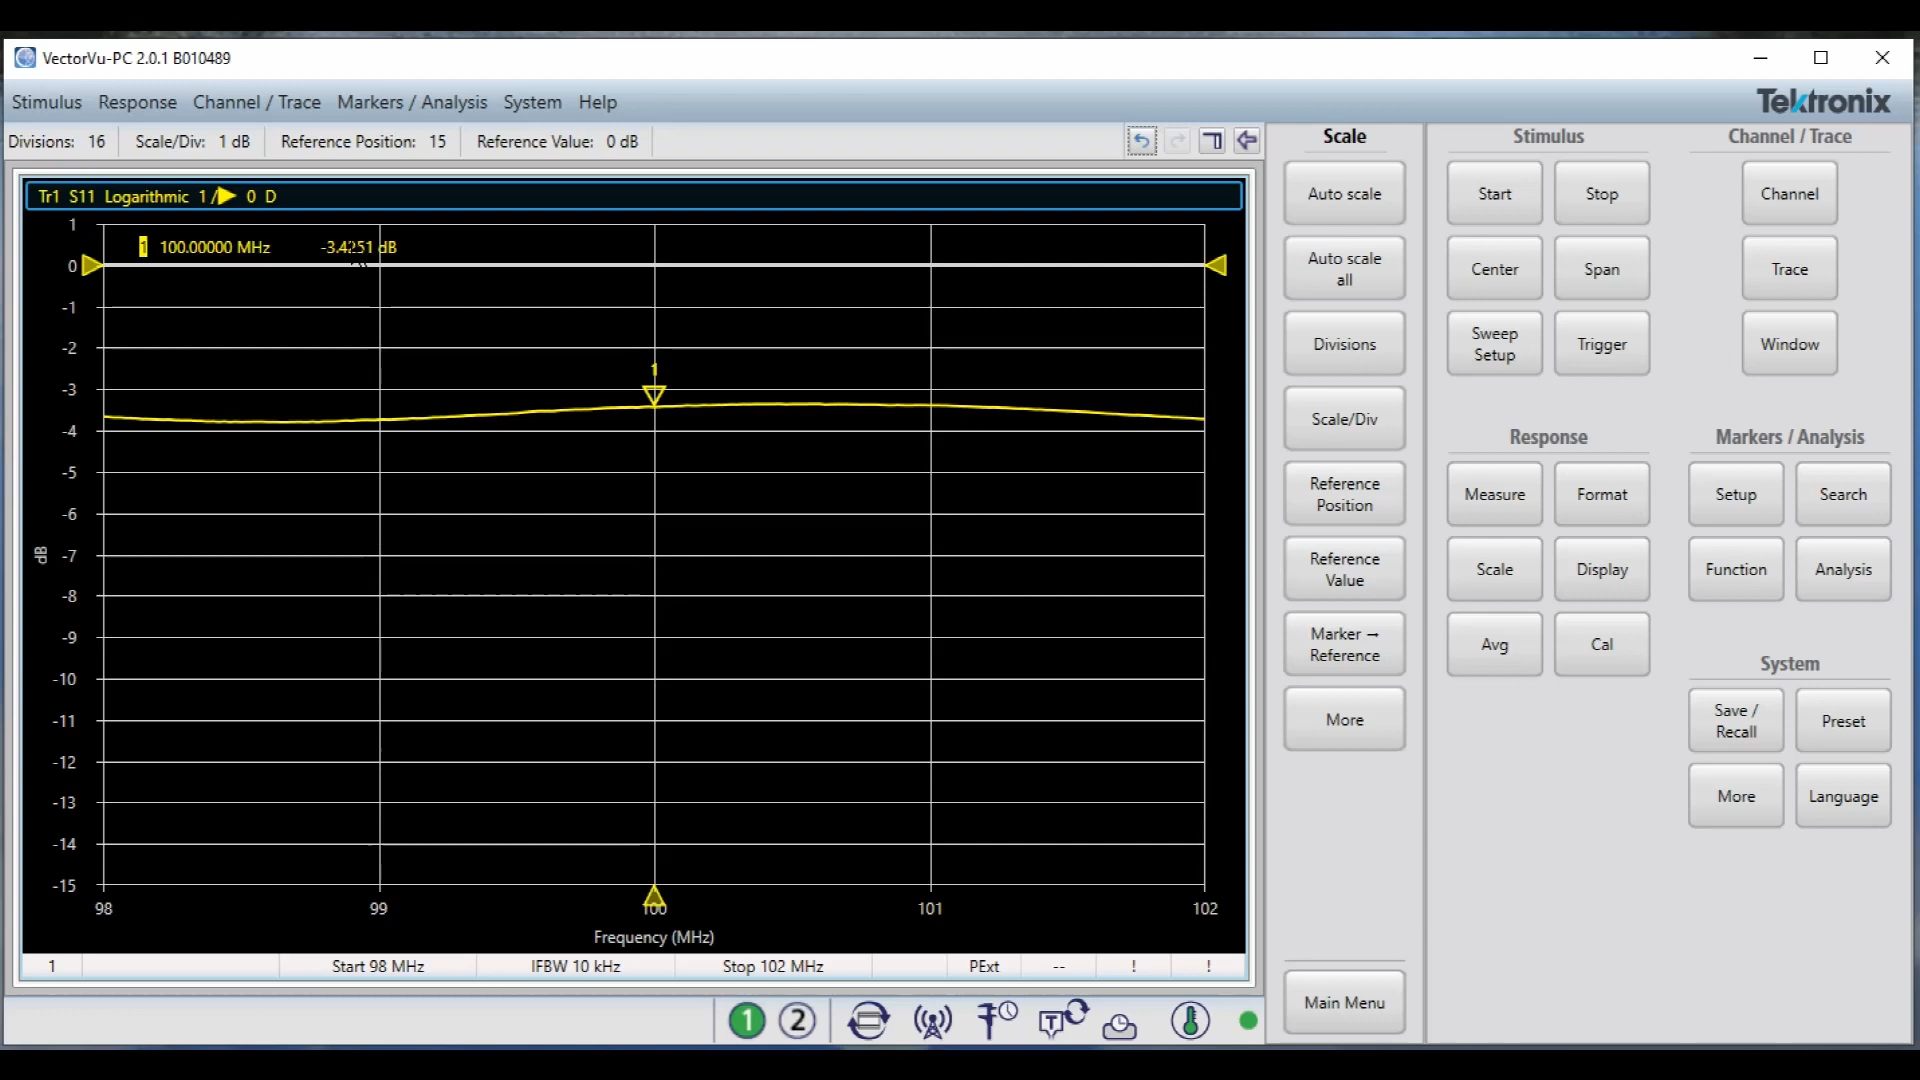 VectorVu-PC 2.0.1 B010489
Stimulus Response Channel / Trace Markers / Analysis System Help
Tektronix
Divisions: 16 Scale/Div: 1 dB Reference Position: 15 Reference Value: 0 dB
Tr1 S11 Logarithmic 1 / 0 D
1 100.00000 MHz -3.4251 dB
1
0
-1
-2
1
-3
-4
-5
-6
dB
-7
-8
-9
-10
-11
-12
-13
-14
-15
98 99 100 101 102
Frequency (MHz)
1 Start 98 MHz IFBW 10 kHz Stop 102 MHz PExt -- ! !
1 2 T
Scale
Auto scale
Auto scale
all
Divisions
Scale/Div
Reference
Position
Reference
Value
Marker →
Reference
More
Main Menu
Stimulus
Start Stop
Center Span
Sweep
Setup
Trigger
Response
Measure Format
Scale Display
Avg Cal
Channel / Trace
Channel
Trace
Window
Markers / Analysis
Setup Search
Function Analysis
System
Save /
Recall
Preset
More Language